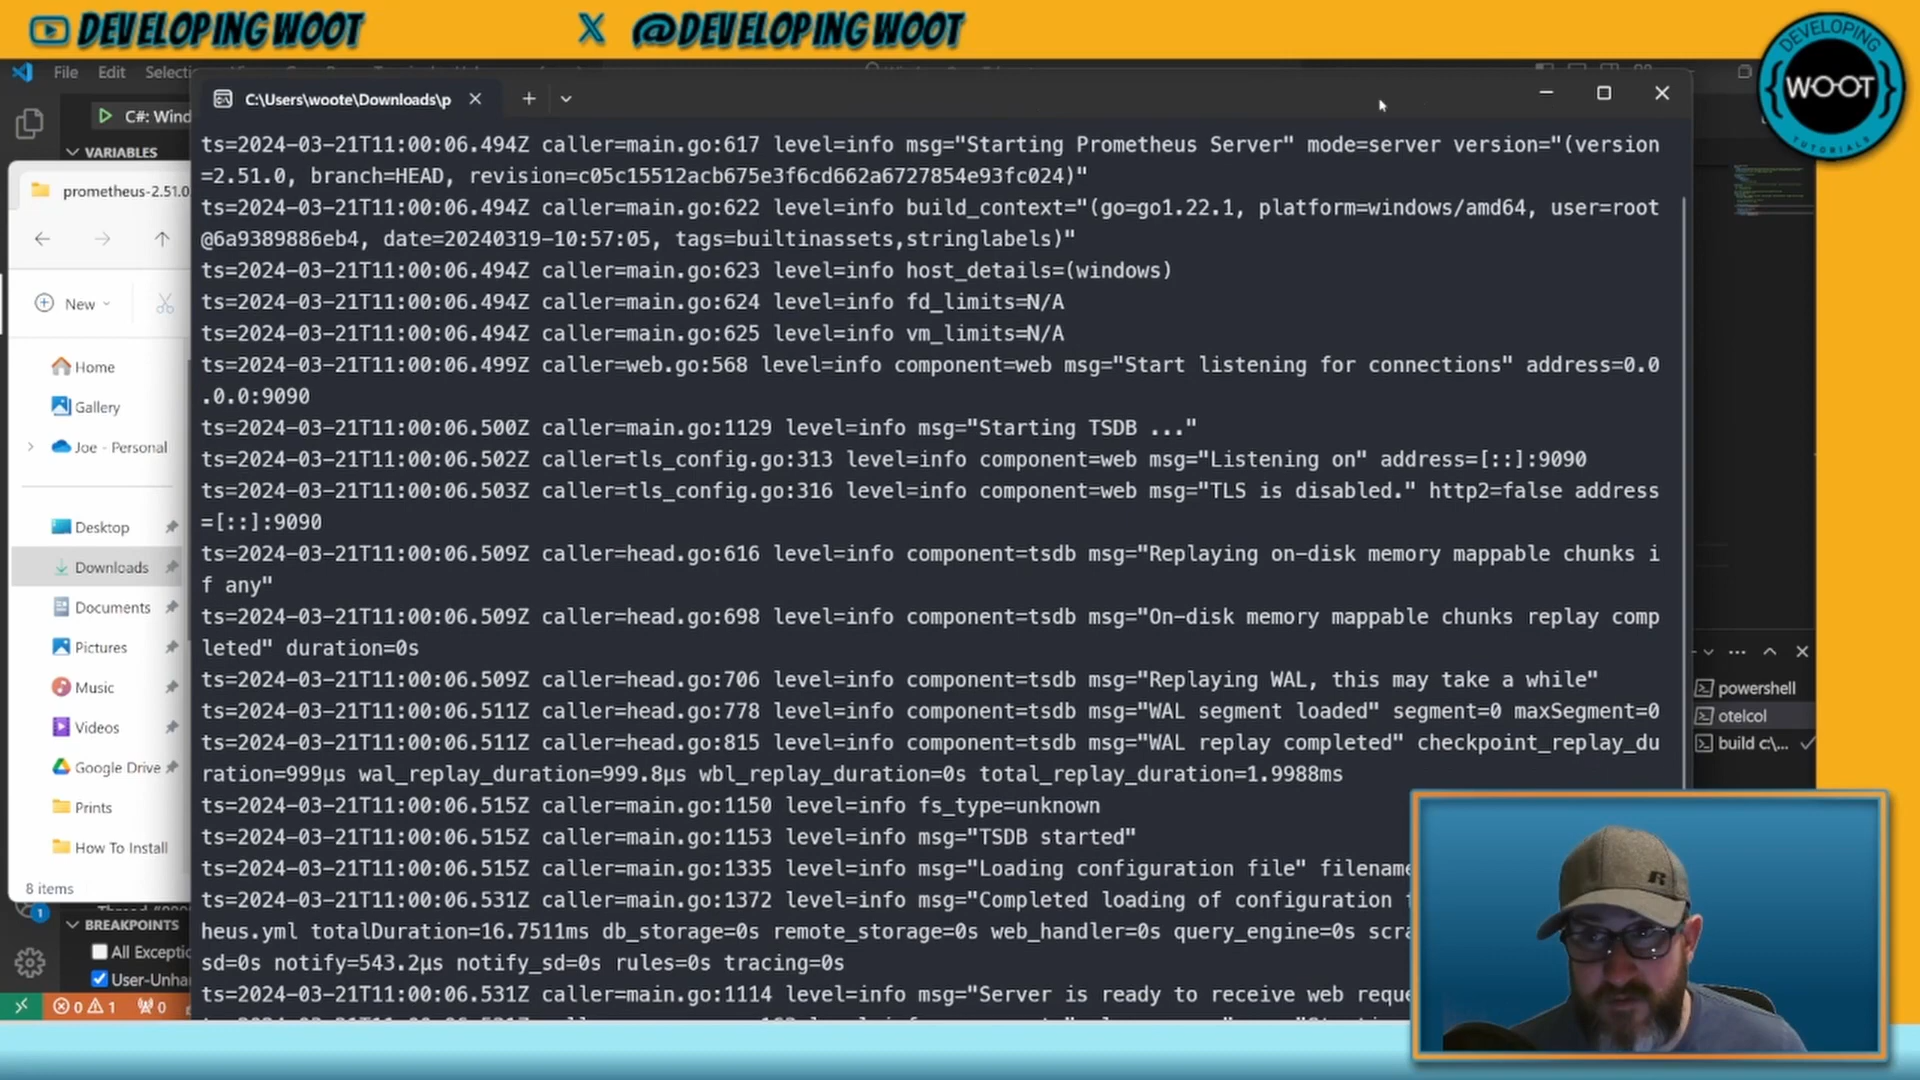 DEVELOPINGWOOT
@DEVELOPINGWOOT
DEVELOPING
WOOT
TUTORIALS
File Edit Selecti
C:\Users\woote\Downloads\p
C#: Wind
VARIABLES
prometheus-2.51.0
New
Home
Gallery
Joe - Personal
Desktop
Downloads
Documents
Pictures
Music
Videos
Google Drive
Prints
How To Install
8 items
1
BREAKPOINTS
All Exceptio
User-Unha
0 1 0
ts=2024-03-21T11:00:06.494Z caller=main.go:617 level=info msg="Starting Prometheus Server" mode=server version="(version
=2.51.0, branch=HEAD, revision=c05c15512acb675e3f6cd662a6727854e93fc024)"
ts=2024-03-21T11:00:06.494Z caller=main.go:622 level=info build_context="(go=go1.22.1, platform=windows/amd64, user=root
@6a9389886eb4, date=20240319-10:57:05, tags=builtinassets,stringlabels)"
ts=2024-03-21T11:00:06.494Z caller=main.go:623 level=info host_details=(windows)
ts=2024-03-21T11:00:06.494Z caller=main.go:624 level=info fd_limits=N/A
ts=2024-03-21T11:00:06.494Z caller=main.go:625 level=info vm_limits=N/A
ts=2024-03-21T11:00:06.499Z caller=web.go:568 level=info component=web msg="Start listening for connections" address=0.0
.0.0:9090
ts=2024-03-21T11:00:06.500Z caller=main.go:1129 level=info msg="Starting TSDB ..."
ts=2024-03-21T11:00:06.502Z caller=tls_config.go:313 level=info component=web msg="Listening on" address=[::]:9090
ts=2024-03-21T11:00:06.503Z caller=tls_config.go:316 level=info component=web msg="TLS is disabled." http2=false address
=[::]:9090
ts=2024-03-21T11:00:06.509Z caller=head.go:616 level=info component=tsdb msg="Replaying on-disk memory mappable chunks i
f any"
ts=2024-03-21T11:00:06.509Z caller=head.go:698 level=info component=tsdb msg="On-disk memory mappable chunks replay comp
leted" duration=0s
ts=2024-03-21T11:00:06.509Z caller=head.go:706 level=info component=tsdb msg="Replaying WAL, this may take a while"
ts=2024-03-21T11:00:06.511Z caller=head.go:778 level=info component=tsdb msg="WAL segment loaded" segment=0 maxSegment=0
ts=2024-03-21T11:00:06.511Z caller=head.go:815 level=info component=tsdb msg="WAL replay completed" checkpoint_replay_du
ration=999µs wal_replay_duration=999.8µs wbl_replay_duration=0s total_replay_duration=1.9988ms
ts=2024-03-21T11:00:06.515Z caller=main.go:1150 level=info fs_type=unknown
ts=2024-03-21T11:00:06.515Z caller=main.go:1153 level=info msg="TSDB started"
ts=2024-03-21T11:00:06.515Z caller=main.go:1335 level=info msg="Loading configuration file" filename
ts=2024-03-21T11:00:06.531Z caller=main.go:1372 level=info msg="Completed loading of configuration f
heus.yml totalDuration=16.7511ms db_storage=0s remote_storage=0s web_handler=0s query_engine=0s scra
sd=0s notify=543.2µs notify_sd=0s rules=0s tracing=0s
ts=2024-03-21T11:00:06.531Z caller=main.go:1114 level=info msg="Server is ready to receive web reque
powershell
otelcol
build c:\...
R